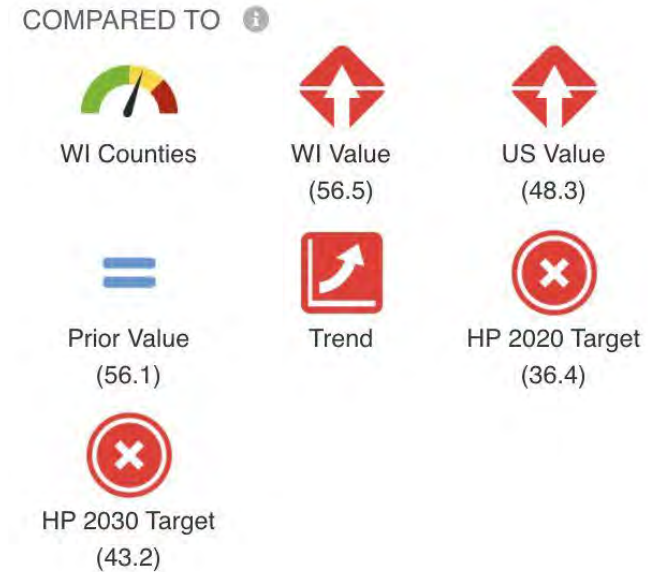 COMPARED TO
WI Counties
WI Value
US Value
(56.5)
(48.3)
Prior Value
Trend
HP 2020 Target
(56.1)
(36.4)
HP 2030 Target
(43.2)